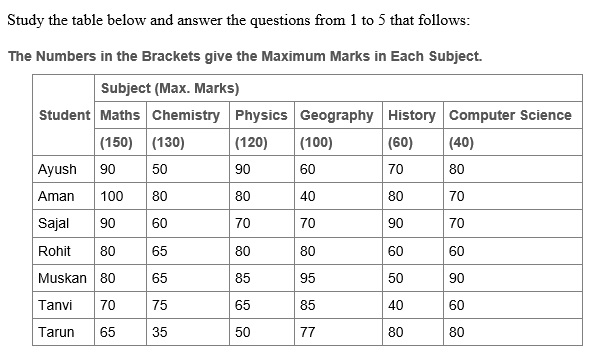 Study the table below and answer the questions from 1 to 5 that follows:
The Numbers in the Brackets give the Maximum Marks in Each Subject.
Subject (Max. Marks)
Student Maths Chemistry Physics Geography History Computer Science
(150) (130) (120) (100) (60) (40)
Ayush 90 50 90 60 70 80
Aman 100 80 80 40 80 70
Sajal 90 60 70 70 90 70
Rohit 80 65 80 80 60 60
Muskan 80 65 85 95 50 90
Tanvi 70 75 65 85 40 60
Tarun 65 35 50 77 80 80